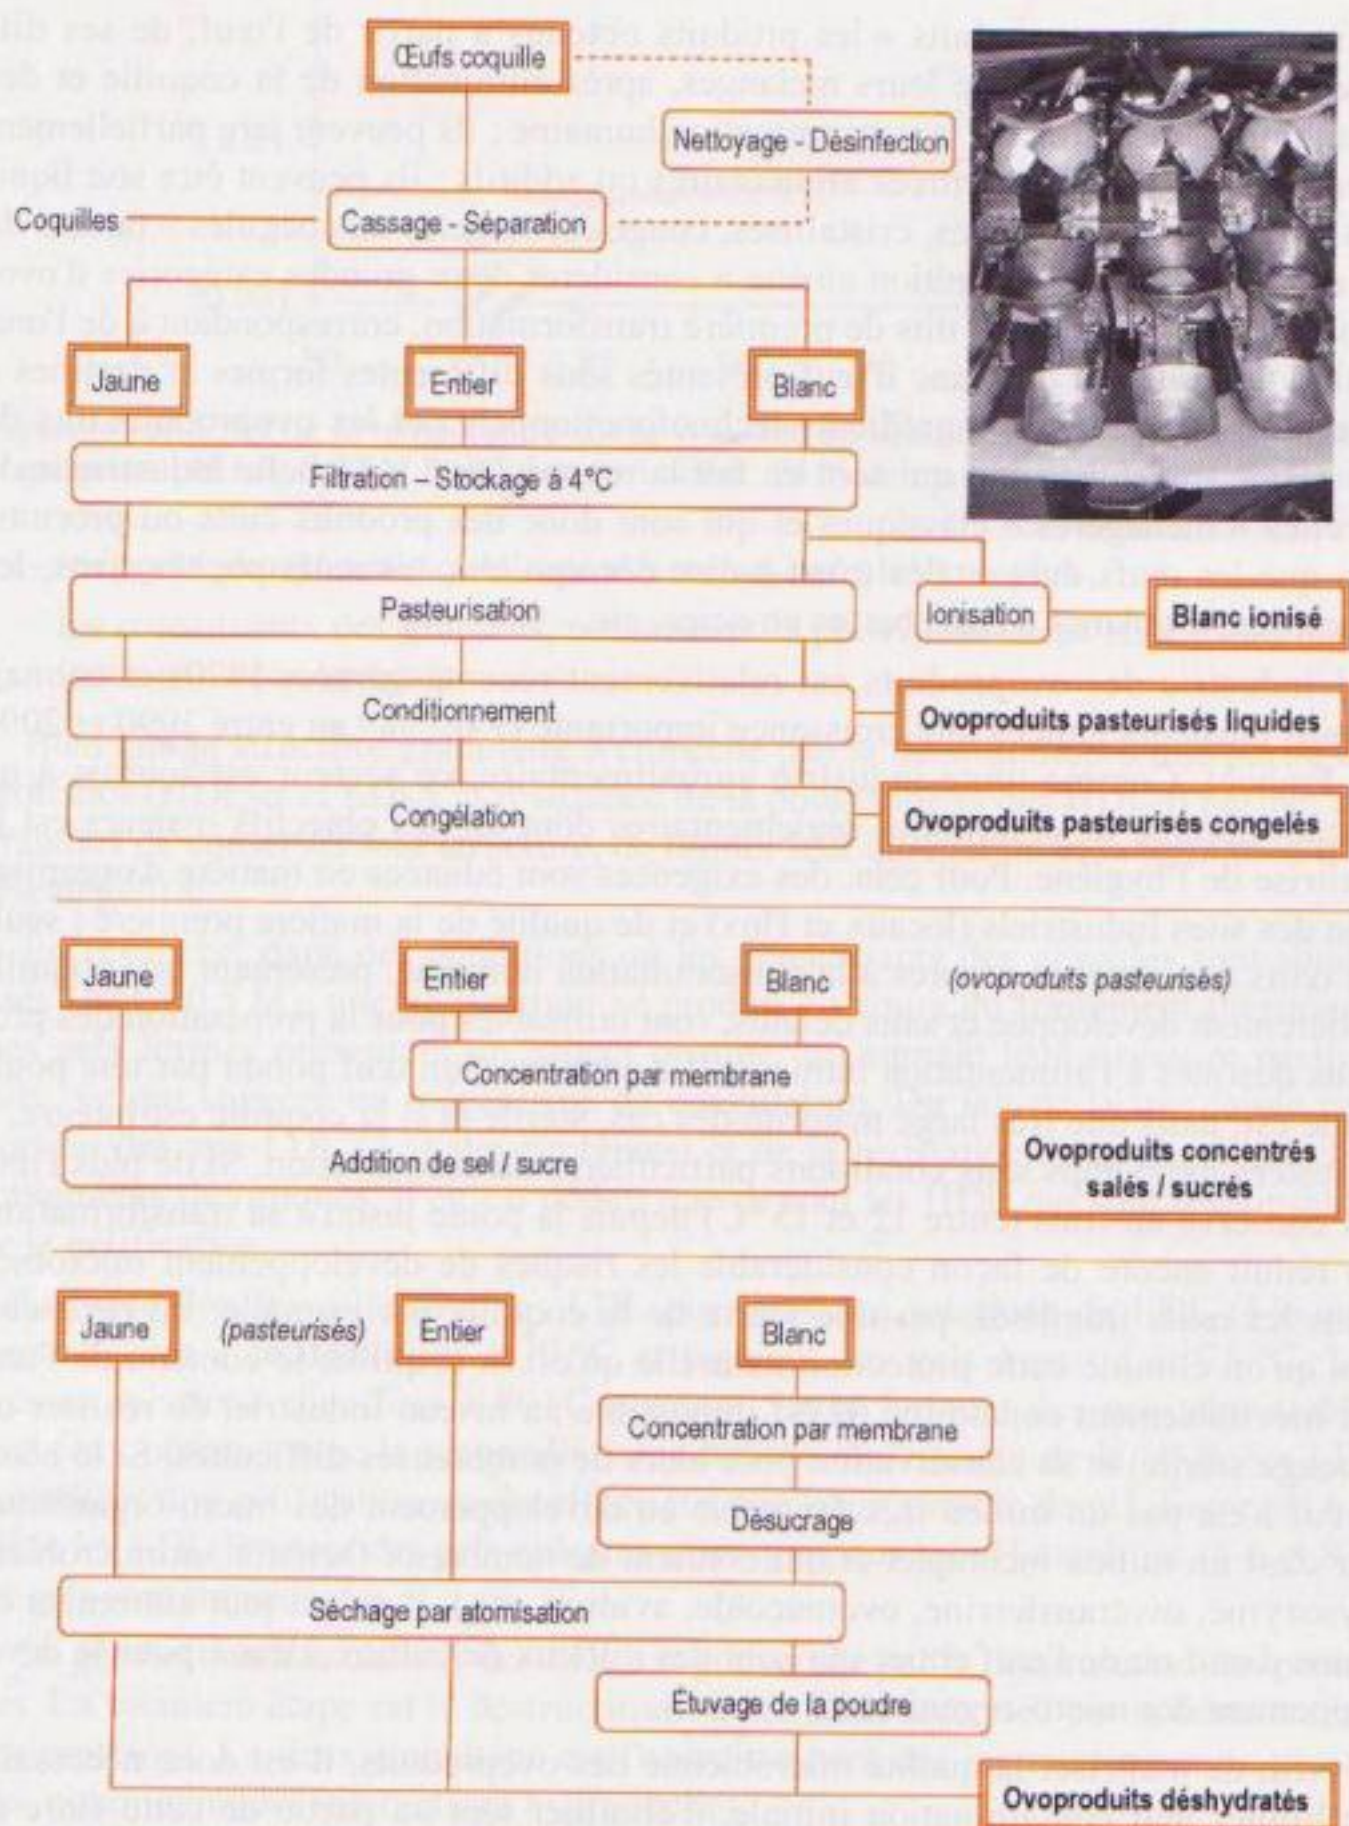 Œufs coquille
Nettoyage - Désinfection
Coquilles
Cassage - Séparation
Jaune
Entier
Blanc
Filtration – Stockage à 4°C
Pasteurisation
Ionisation
Blanc ionisé
Conditionnement
Ovoproduits pasteurisés liquides
Congélation
Ovoproduits pasteurisés congelés
Jaune
Entier
Blanc
(ovoproduits pasteurisés)
Concentration par membrane
Addition de sel / sucre
Ovoproduits concentrés
salés / sucrés
Jaune
(pasteurisés)
Entier
Blanc
Concentration par membrane
Désucrage
Séchage par atomisation
Étuvage de la poudre
Ovoproduits déshydratés